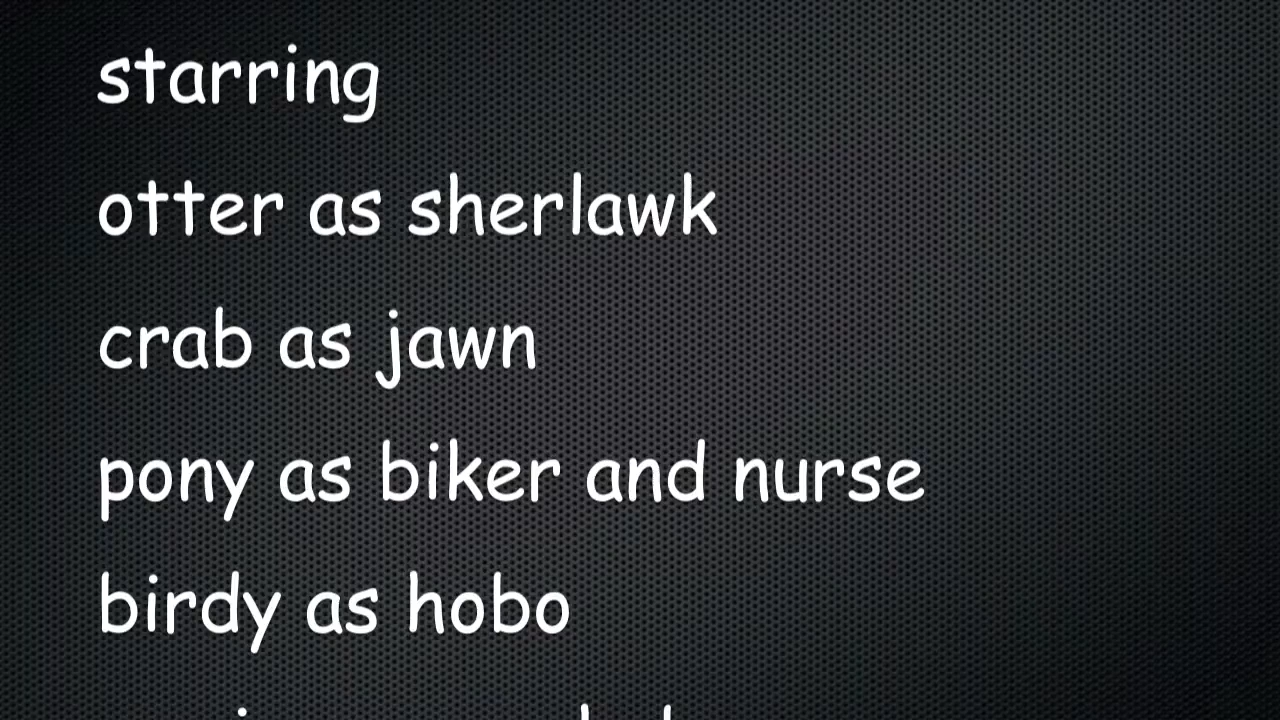 starring
otter as sherlawk
crab as jawn
pony as biker and nurse
birdy as hobo